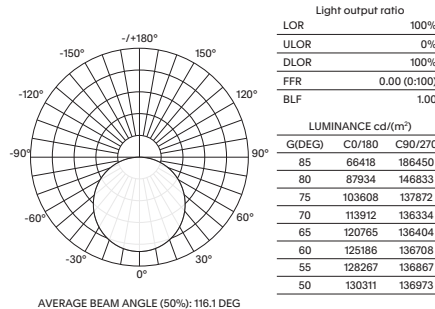 -/+180°
-150° 150°
-120° 120°
-90° 90°
-60° 60°
-30° 30°
0°
AVERAGE BEAM ANGLE (50%): 116.1 DEG
Light output ratio
LOR 100%
ULOR 0%
DLOR 100%
FFR 0.00 (0:100)
BLF 1.00
LUMINANCE cd/(m²)
G(DEG) C0/180 C90/270
85 66418 186450
80 87934 146833
75 103608 137872
70 113912 136334
65 120765 136404
60 125186 136708
55 128267 136867
50 130311 136973